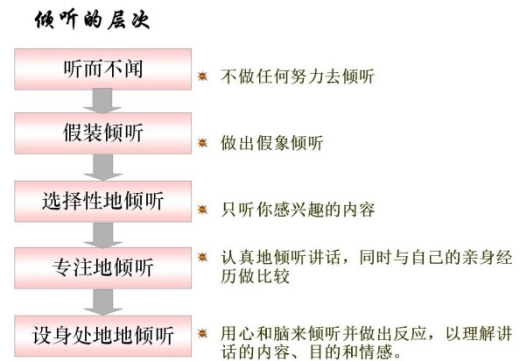 倾听的层次
听而不闻
不做任何努力去倾听
假装倾听
做出假象倾听
选择性地倾听
只听你感兴趣的内容
专注地倾听
认真地倾听讲话，同时与自己的亲身经
历做比较
设身处地地倾听
用心和脑来倾听并做出反应，以理解讲
话的内容、目的和情感。